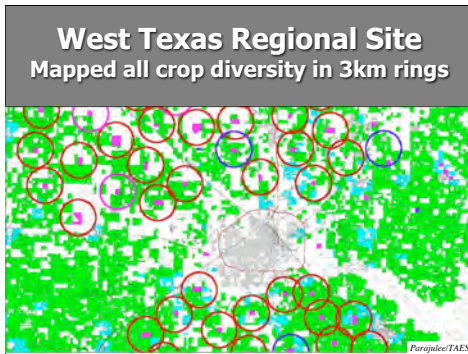 West Texas Regional Site
Mapped all crop diversity in 3km rings
Parajulee/TAES